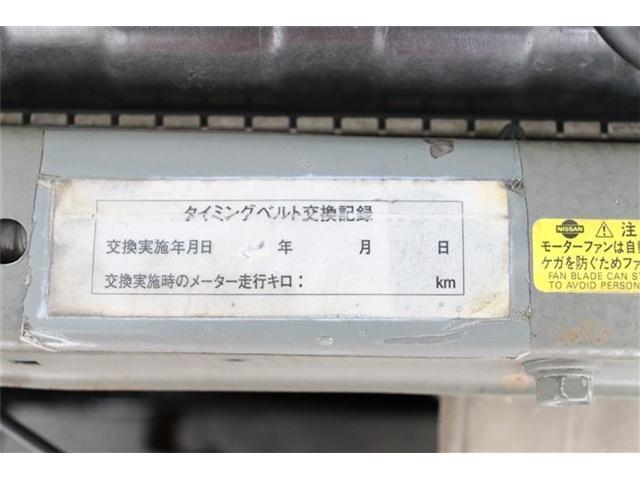 タイミングベルト交換記録
交換実施年月日 年 月 日
交換実施時のメーター走行キロ: km
NISSAN
注
モーターファンは自
ケガを防ぐためファ
FAN BLADE CAN S
TO AVOID PERSON